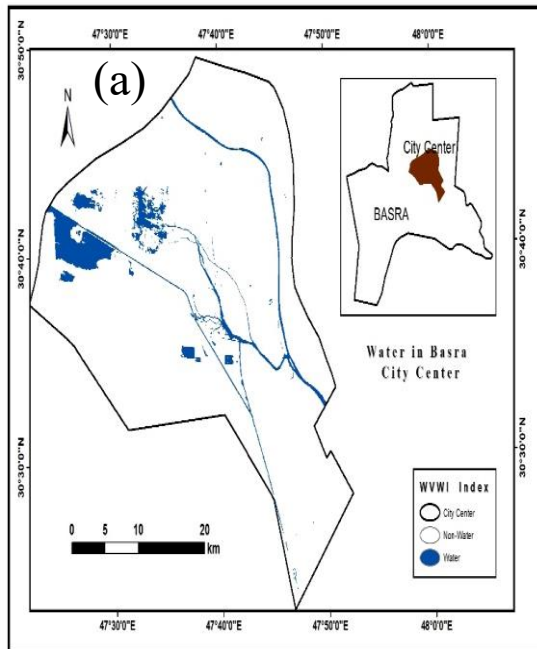 47°30'0"E 47°40'0"E 47°50'0"E 48°0'0"E
30°50'0"N
(a)
N
City Center
BASRA
30°40'0"N
30°40'0"N
Water in Basra
City Center
30°30'0"N
30°30'0"N
WVWI Index
City Center
Non-Water
Water
0 5 10 20
km
47°30'0"E 47°40'0"E 47°50'0"E 48°0'0"E